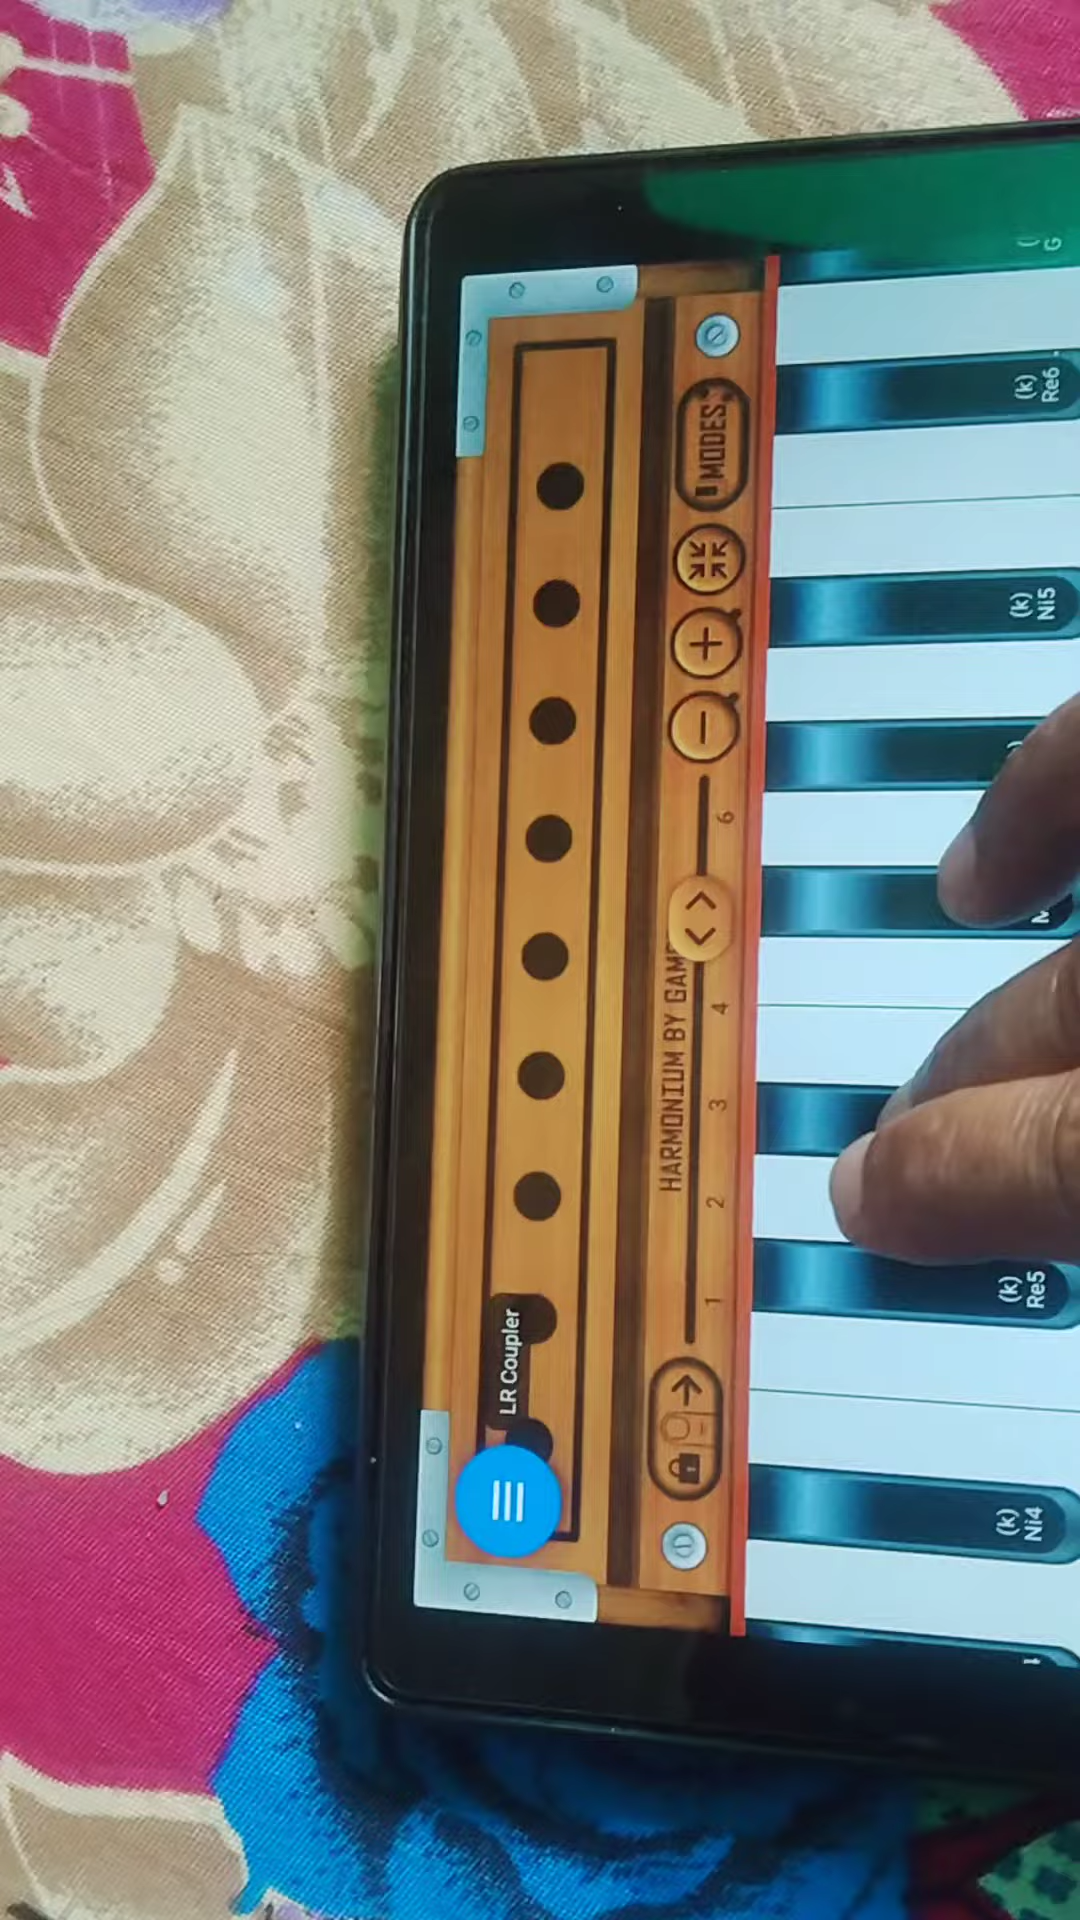 LR Coupler
HARMONIUM BY GAM
MODES
1 2 3 4 6
(k)
Ni4
(k)
Re5
(k)
Ni5
(k)
Re6
G